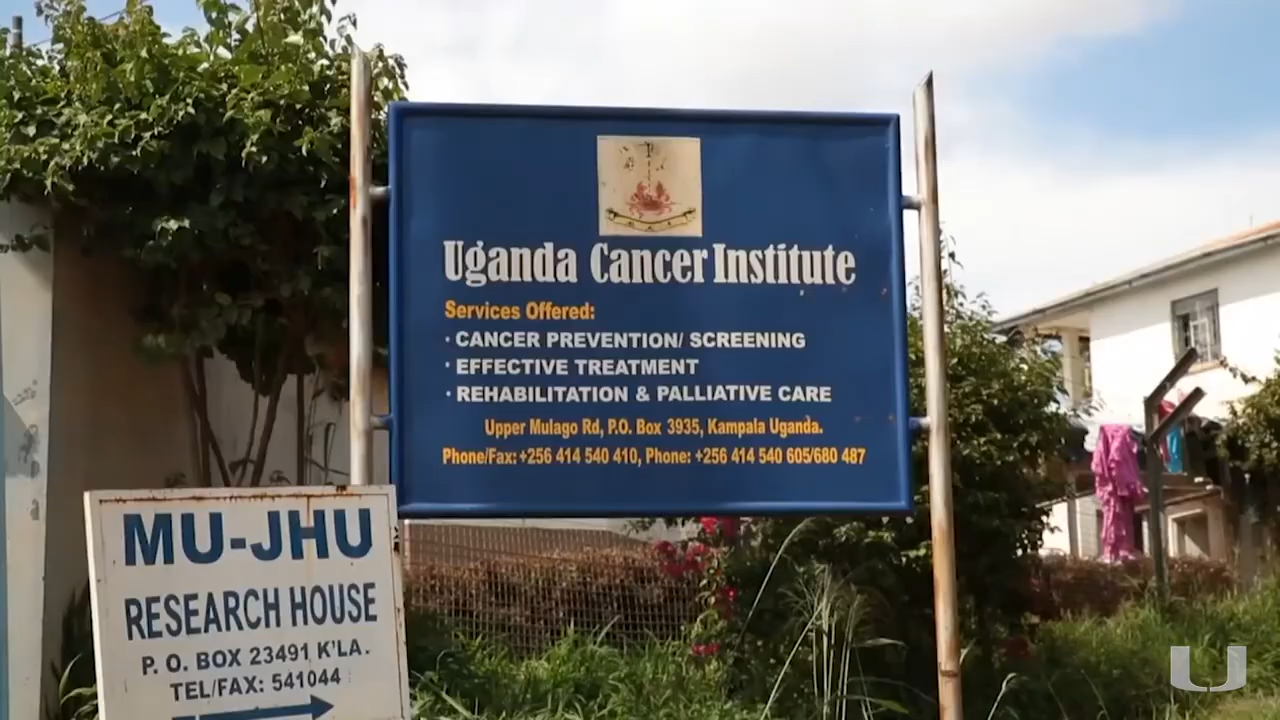 Uganda Cancer Institute
Services Offered:
· CANCER PREVENTION/ SCREENING
· EFFECTIVE TREATMENT
· REHABILITATION & PALLIATIVE CARE
Upper Mulago Rd, P.O. Box 3935, Kampala Uganda.
Phone/Fax: +256 414 540 410, Phone: +256 414 540 605/680 487
MU-JHU
RESEARCH HOUSE
P. O. BOX 23491 K'LA.
TEL/FAX: 541044
U